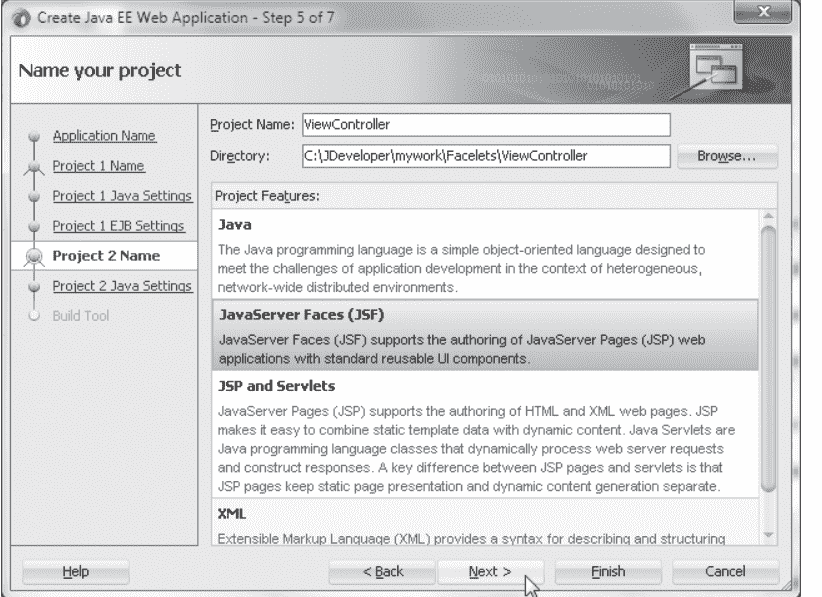 Create Java EE Web Application - Step 5 of 7
Name your project
Application Name
Project 1 Name
Project 1 Java Settings
Project 1 EJB Settings
Project 2 Name
Project 2 Java Settings
Build Tool
Project Name: ViewController
Directory: C:\JDeveloper\mywork\Facelets\ViewController Browse...
Project Features:
Java
The Java programming language is a simple object-oriented language designed to
meet the challenges of application development in the context of heterogeneous,
network-wide distributed environments.
JavaServer Faces (JSF)
JavaServer Faces (JSF) supports the authoring of JavaServer Pages (JSP) web
applications with standard reusable UI components.
JSP and Servlets
JavaServer Pages (JSP) supports the authoring of HTML and XML web pages. JSP
makes it easy to combine static template data with dynamic content. Java Servlets are
Java programming language classes that dynamically process web server requests
and construct responses. A key difference between JSP pages and servlets is that
JSP pages keep static page presentation and dynamic content generation separate.
XML
Extensible Markup Language (XML) provides a syntax for describing and structuring
Help < Back Next > Finish Cancel